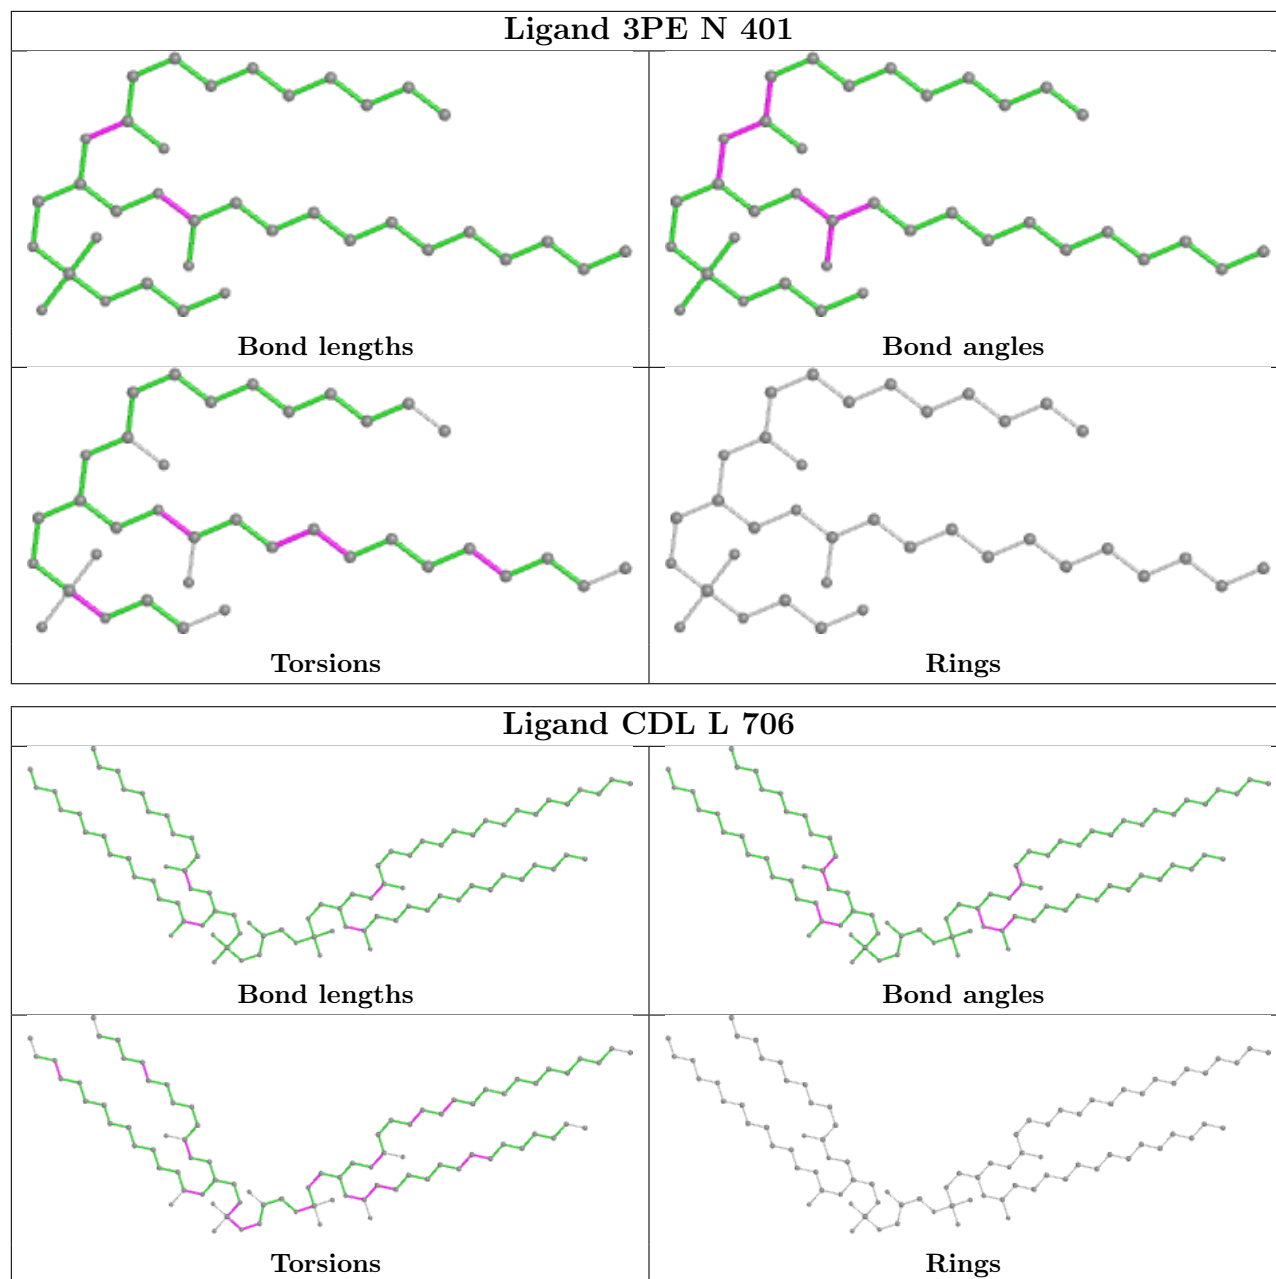 Ligand 3PE N 401
Bond lengths
Bond angles
Torsions
Rings
Ligand CDL L 706
Bond lengths
Bond angles
Torsions
Rings